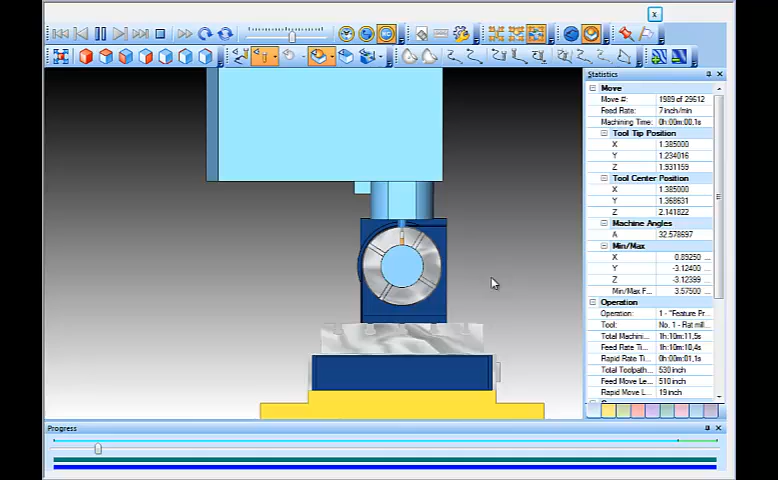 x
Statistics
Move
Move #: 1989 of 29612
Feed Rate: 7 inch/min
Machining Time: 0h:00m:00,1s
Tool Tip Position
X 1.385000
Y 1.234016
Z 1.931159
Tool Center Position
X 1.385000
Y 1.368631
Z 2.141822
Machine Angles
A 32.578697
Min/Max
X 0.89250
Y -3.12400
Z -3.12399
Min/Max F... 3.57500
Operation
Operation: 1 - "Feature Pr...
Tool: No. 1 - Flat mill...
Total Machini... 1h:10m:11,5s
Feed Rate Ti... 1h:10m:10,4s
Rapid Rate Ti... 0h:00m:01,1s
Total Toolpath... 530 inch
Feed Move Le... 510 inch
Rapid Move L... 19 inch
Progress